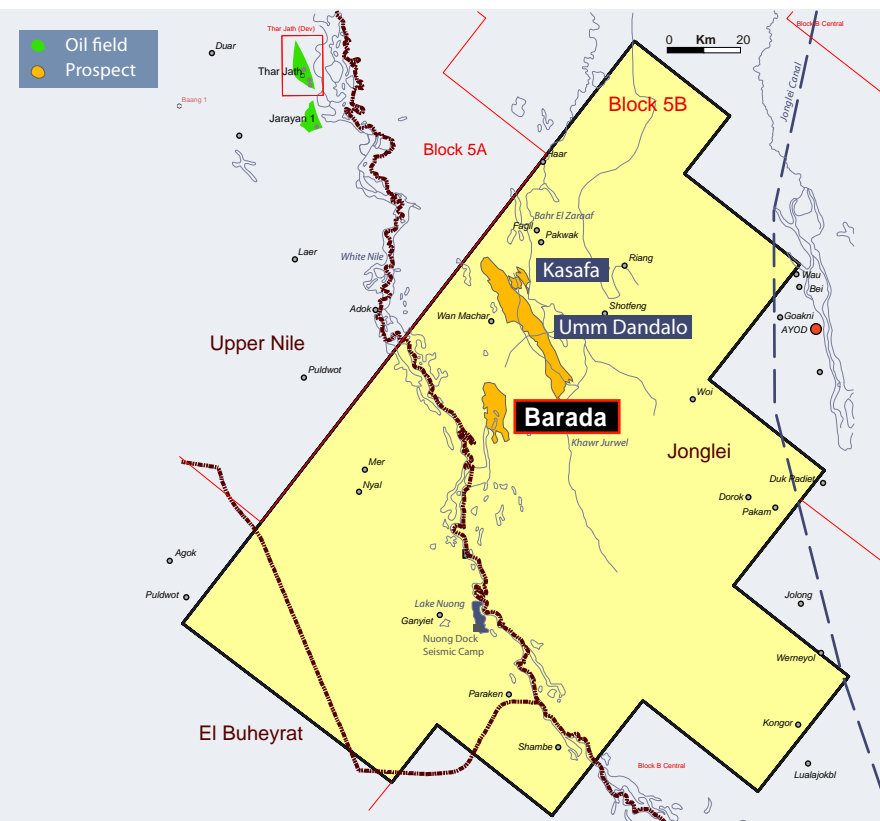 Block B Central
Thar Jath (Dev)
Oil field
Prospect
Duar
0 Km 20
Thar Jath
Baang 1
Jarayan 1
Block 5B
Jonglei Canal
Block 5A
Haar
Bahr El Zaraaf
Fagil
Pakwak
White Nile
Laer
Riang
Kasafa
Wau
Bei
Adok
Wan Machar
Shotfeng
Goakni
AYOD
Umm Dandalo
Upper Nile
Puldwot
Woi
Barada
Khawr Jurwel
Jonglei
Mer
Nyal
Duk Padiet
Dorok
Pakam
Agok
Puldwot
Lake Nuong
Ganyiet
Jolong
Nuong Dock
Seismic Camp
Werneyol
Paraken
El Buheyrat
Kongor
Shambe
Block B Central
Lualajokbl